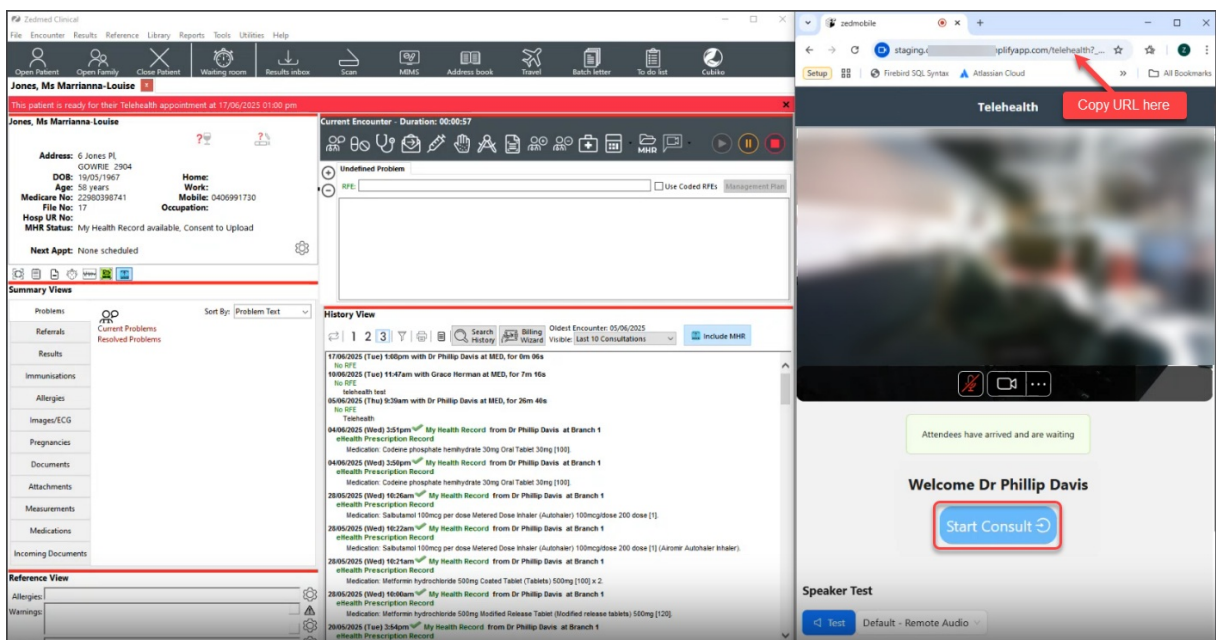 Zedmed Clinical
File Encounter Results Reference Library Reports Tools Utilities Help
Open Patient Open Family Close Patient Waiting room Results inbox Scan MIMS Address book Travel Batch letter To do list Cubiko
Jones, Ms Marrianna-Louise x
This patient is ready for their Telehealth appointment at 17/06/2025 01:00 pm
Jones, Ms Marrianna-Louise
Address: 6 Jones Pl,
GOWRIE 2904
DOB: 19/05/1967 Home:
Age: 58 years Work:
Medicare No: 22980398741 Mobile: 0406991730
File No: 17 Occupation:
Hosp UR No:
MHR Status: My Health Record available, Consent to Upload
Next Appt: None scheduled
Summary Views
Problems
Referrals
Results
Immunisations
Allergies
Images/ECG
Pregnancies
Documents
Attachments
Measurements
Medications
Incoming Documents
Sort By: Problem Text
Current Problems
Resolved Problems
Reference View
Allergies:
Warnings:
Current Encounter - Duration: 00:00:57
MHR
Undefined Problem
RFE: Use Coded RFEs Management Plan
History View
1 2 3 Search History Billing Wizard Oldest Encounter: 05/06/2025
Visible: Last 10 Consultations Include MHR
17/06/2025 (Tue) 1:08pm with Dr Phillip Davis at MED, for 0m 06s
No RFE
10/06/2025 (Tue) 11:47am with Grace Herman at MED, for 7m 16s
No RFE
telehealth test
05/06/2025 (Thu) 9:39am with Dr Phillip Davis at MED, for 26m 40s
No RFE
Telehealth
04/06/2025 (Wed) 3:51pm My Health Record from Dr Phillip Davis at Branch 1
eHealth Prescription Record
Medication: Codeine phosphate hemihydrate 30mg Oral Tablet 30mg [100].
04/06/2025 (Wed) 3:50pm My Health Record from Dr Phillip Davis at Branch 1
eHealth Prescription Record
Medication: Codeine phosphate hemihydrate 30mg Oral Tablet 30mg [100].
28/05/2025 (Wed) 10:26am My Health Record from Dr Phillip Davis at Branch 1
eHealth Prescription Record
Medication: Salbutamol 100mcg per dose Metered Dose Inhaler (Autohaler) 100mcg/dose 200 dose [1].
28/05/2025 (Wed) 10:22am My Health Record from Dr Phillip Davis at Branch 1
eHealth Prescription Record
Medication: Salbutamol 100mcg per dose Metered Dose Inhaler (Autohaler) 100mcg/dose 200 dose [1] (Airomir Autohaler Inhaler).
28/05/2025 (Wed) 10:21am My Health Record from Dr Phillip Davis at Branch 1
eHealth Prescription Record
Medication: Metformin hydrochloride 500mg Coated Tablet (Tablets) 500mg [100] x 2.
28/05/2025 (Wed) 10:00am My Health Record from Dr Phillip Davis at Branch 1
eHealth Prescription Record
Medication: Metformin hydrochloride 500mg Modified Release Tablet (Modified release tablets) 500mg [120].
20/05/2025 (Tue) 3:54pm My Health Record from Dr Phillip Davis at Branch 1
eHealth Prescription Record
zedmobile
plifyapp.com/telehealth?_...
Setup Firebird SQL Syntax Atlassian Cloud » All Bookmarks
Telehealth
Copy URL here
Attendees have arrived and are waiting
Welcome Dr Phillip Davis
Start Consult
Speaker Test
Test Default - Remote Audio